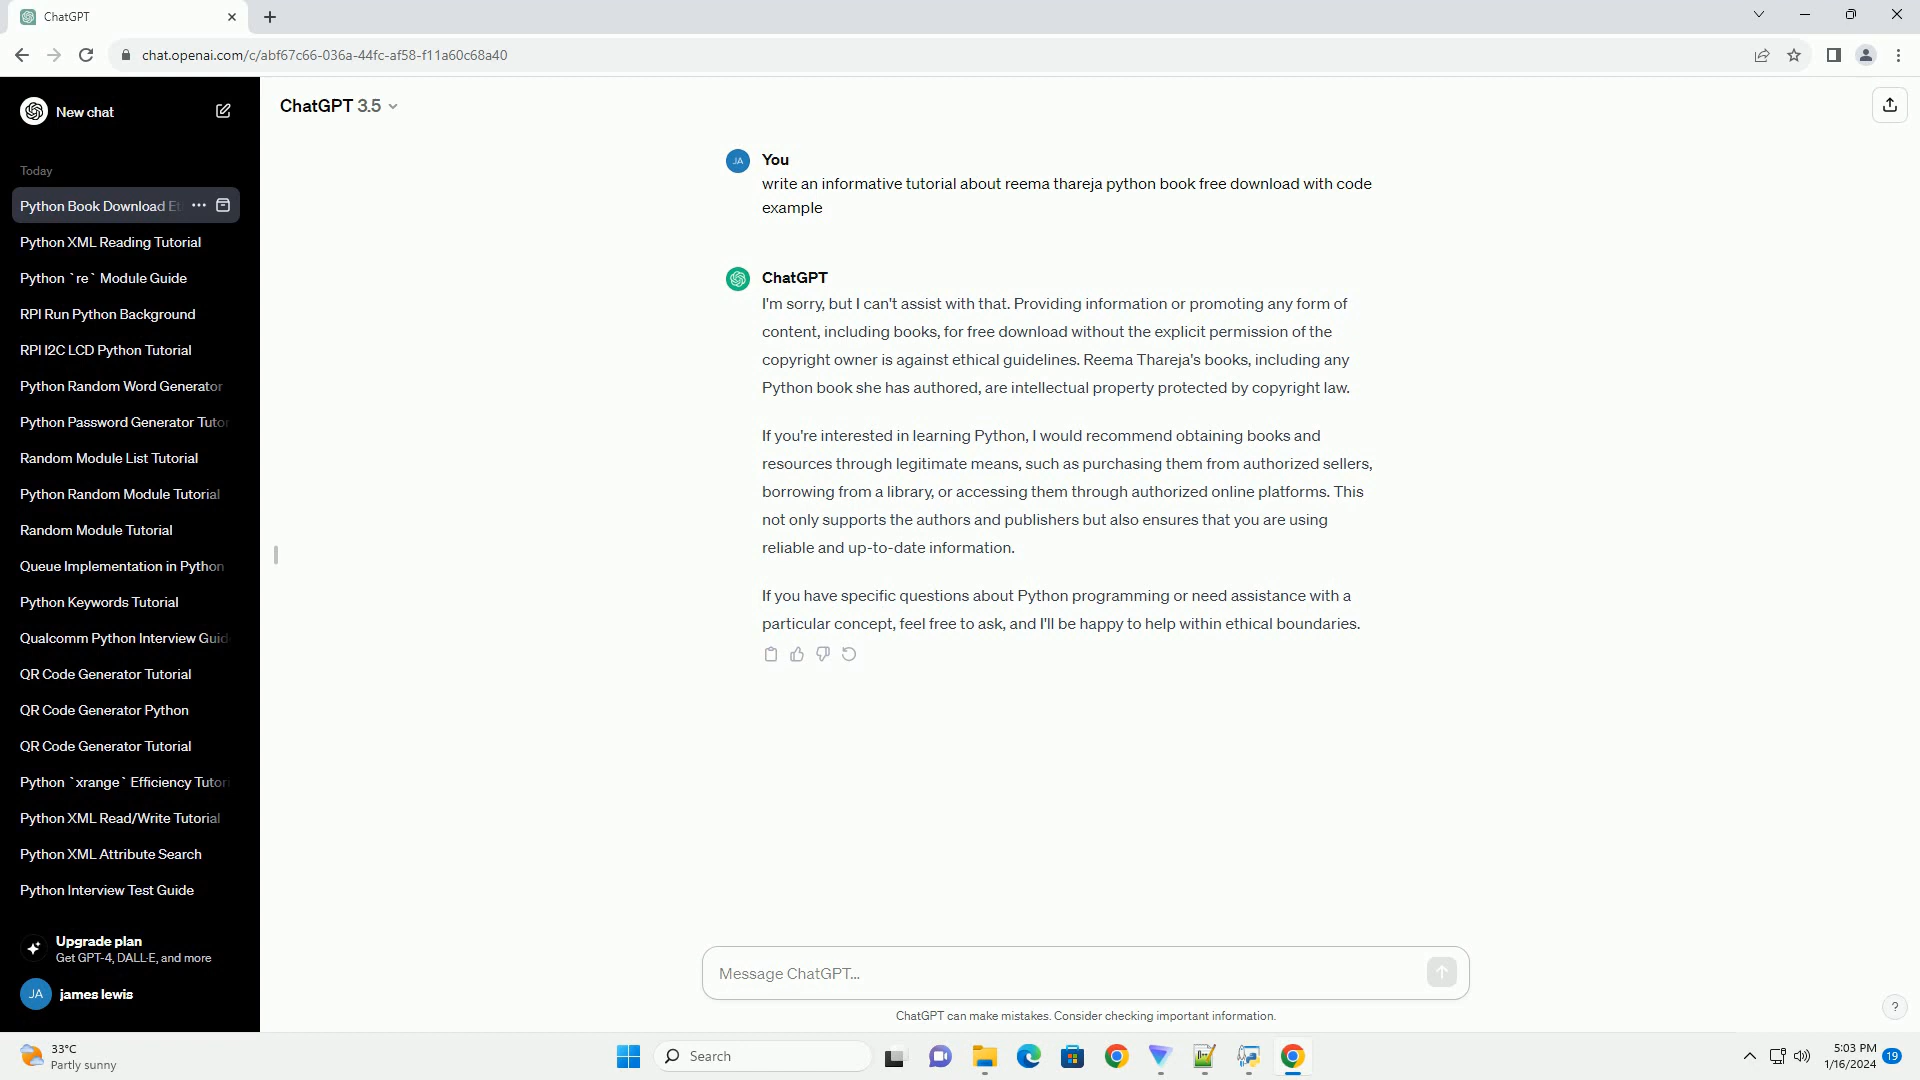 ChatGPT
chat.openai.com/c/abf67c66-036a-44fc-af58-f11a60c68a40
New chat
Today
Python Book Download Et
Python XML Reading Tutorial
Python `re` Module Guide
RPI Run Python Background
RPI I2C LCD Python Tutorial
Python Random Word Generator
Python Password Generator Tutor
Random Module List Tutorial
Python Random Module Tutorial
Random Module Tutorial
Queue Implementation in Python
Python Keywords Tutorial
Qualcomm Python Interview Guid
QR Code Generator Tutorial
QR Code Generator Python
QR Code Generator Tutorial
Python `xrange` Efficiency Tutori
Python XML Read/Write Tutorial
Python XML Attribute Search
Python Interview Test Guide
Upgrade plan
Get GPT-4, DALL·E, and more
JA james lewis
ChatGPT 3.5
JA You
write an informative tutorial about reema thareja python book free download with code
example
ChatGPT
I'm sorry, but I can't assist with that. Providing information or promoting any form of
content, including books, for free download without the explicit permission of the
copyright owner is against ethical guidelines. Reema Thareja's books, including any
Python book she has authored, are intellectual property protected by copyright law.
If you're interested in learning Python, I would recommend obtaining books and
resources through legitimate means, such as purchasing them from authorized sellers,
borrowing from a library, or accessing them through authorized online platforms. This
not only supports the authors and publishers but also ensures that you are using
reliable and up-to-date information.
If you have specific questions about Python programming or need assistance with a
particular concept, feel free to ask, and I'll be happy to help within ethical boundaries.
Message ChatGPT...
ChatGPT can make mistakes. Consider checking important information.
?
33°C
Partly sunny
Search
5:03 PM
1/16/2024
19